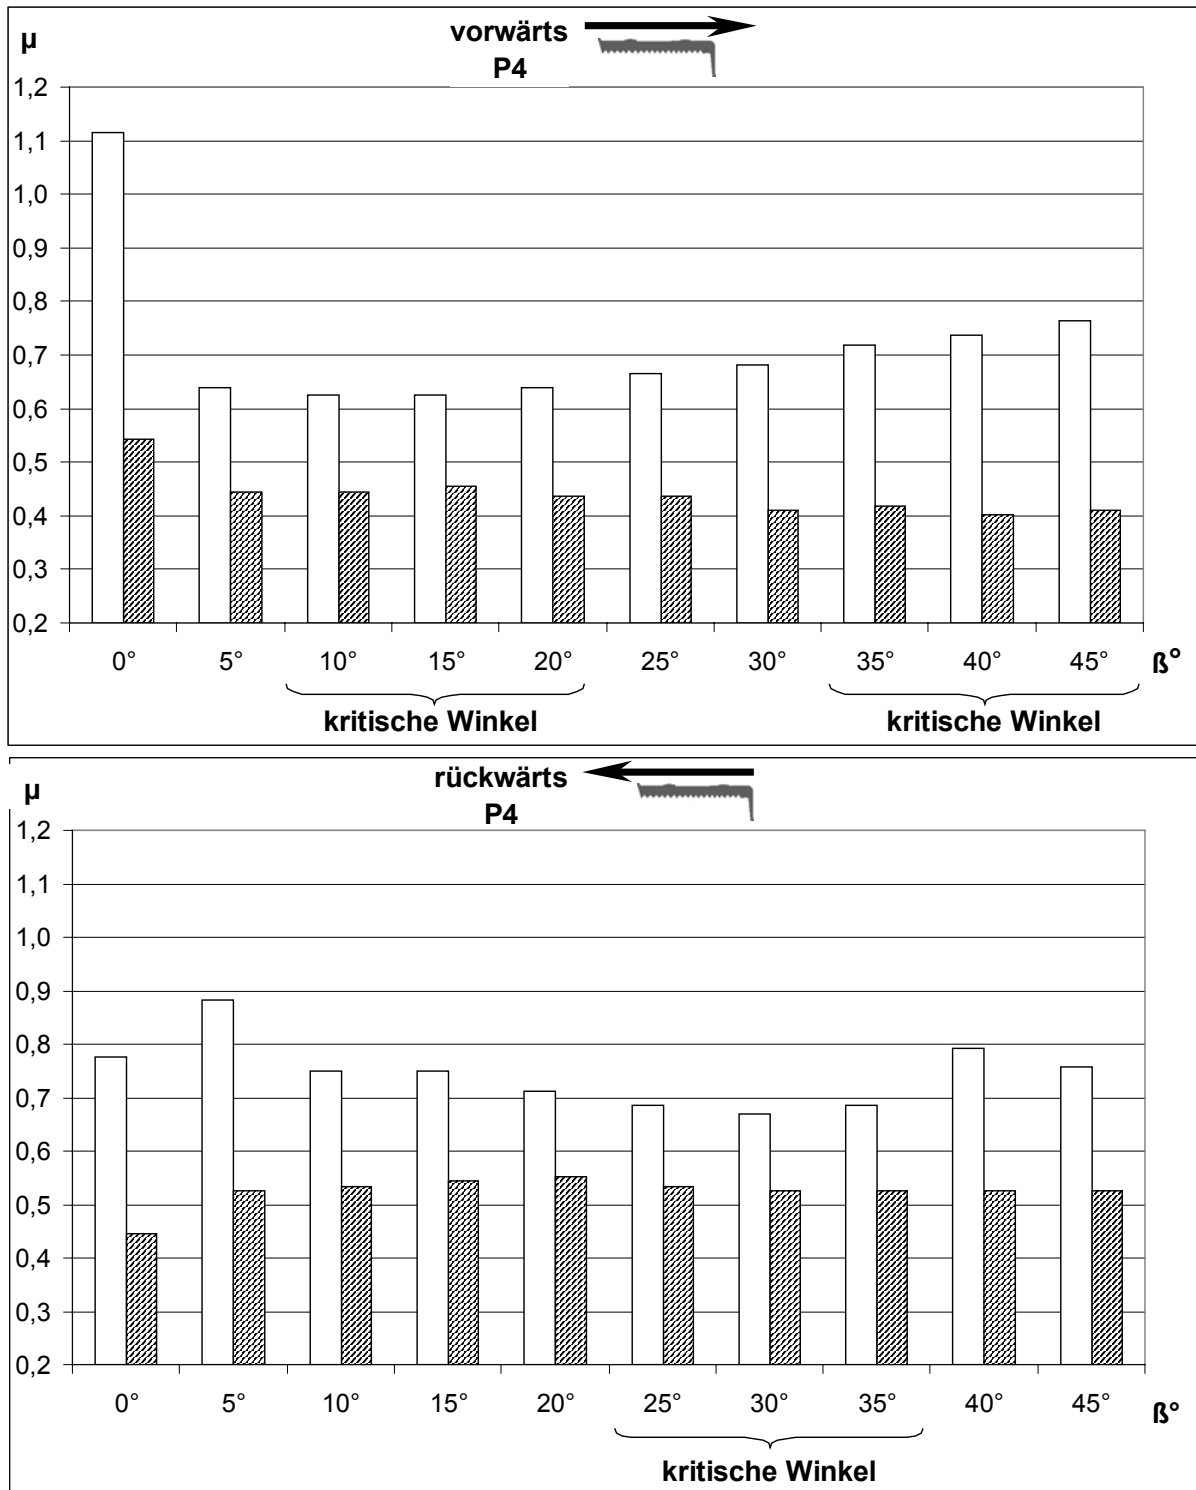 vorwärts
P4
µ
1,2
1,1
1,0
0,9
0,8
0,7
0,6
0,5
0,4
0,3
0,2
0° 5° 10° 15° 20° 25° 30° 35° 40° 45° ß°
kritische Winkel kritische Winkel
rückwärts
P4
µ
1,2
1,1
1,0
0,9
0,8
0,7
0,6
0,5
0,4
0,3
0,2
0° 5° 10° 15° 20° 25° 30° 35° 40° 45° ß°
kritische Winkel